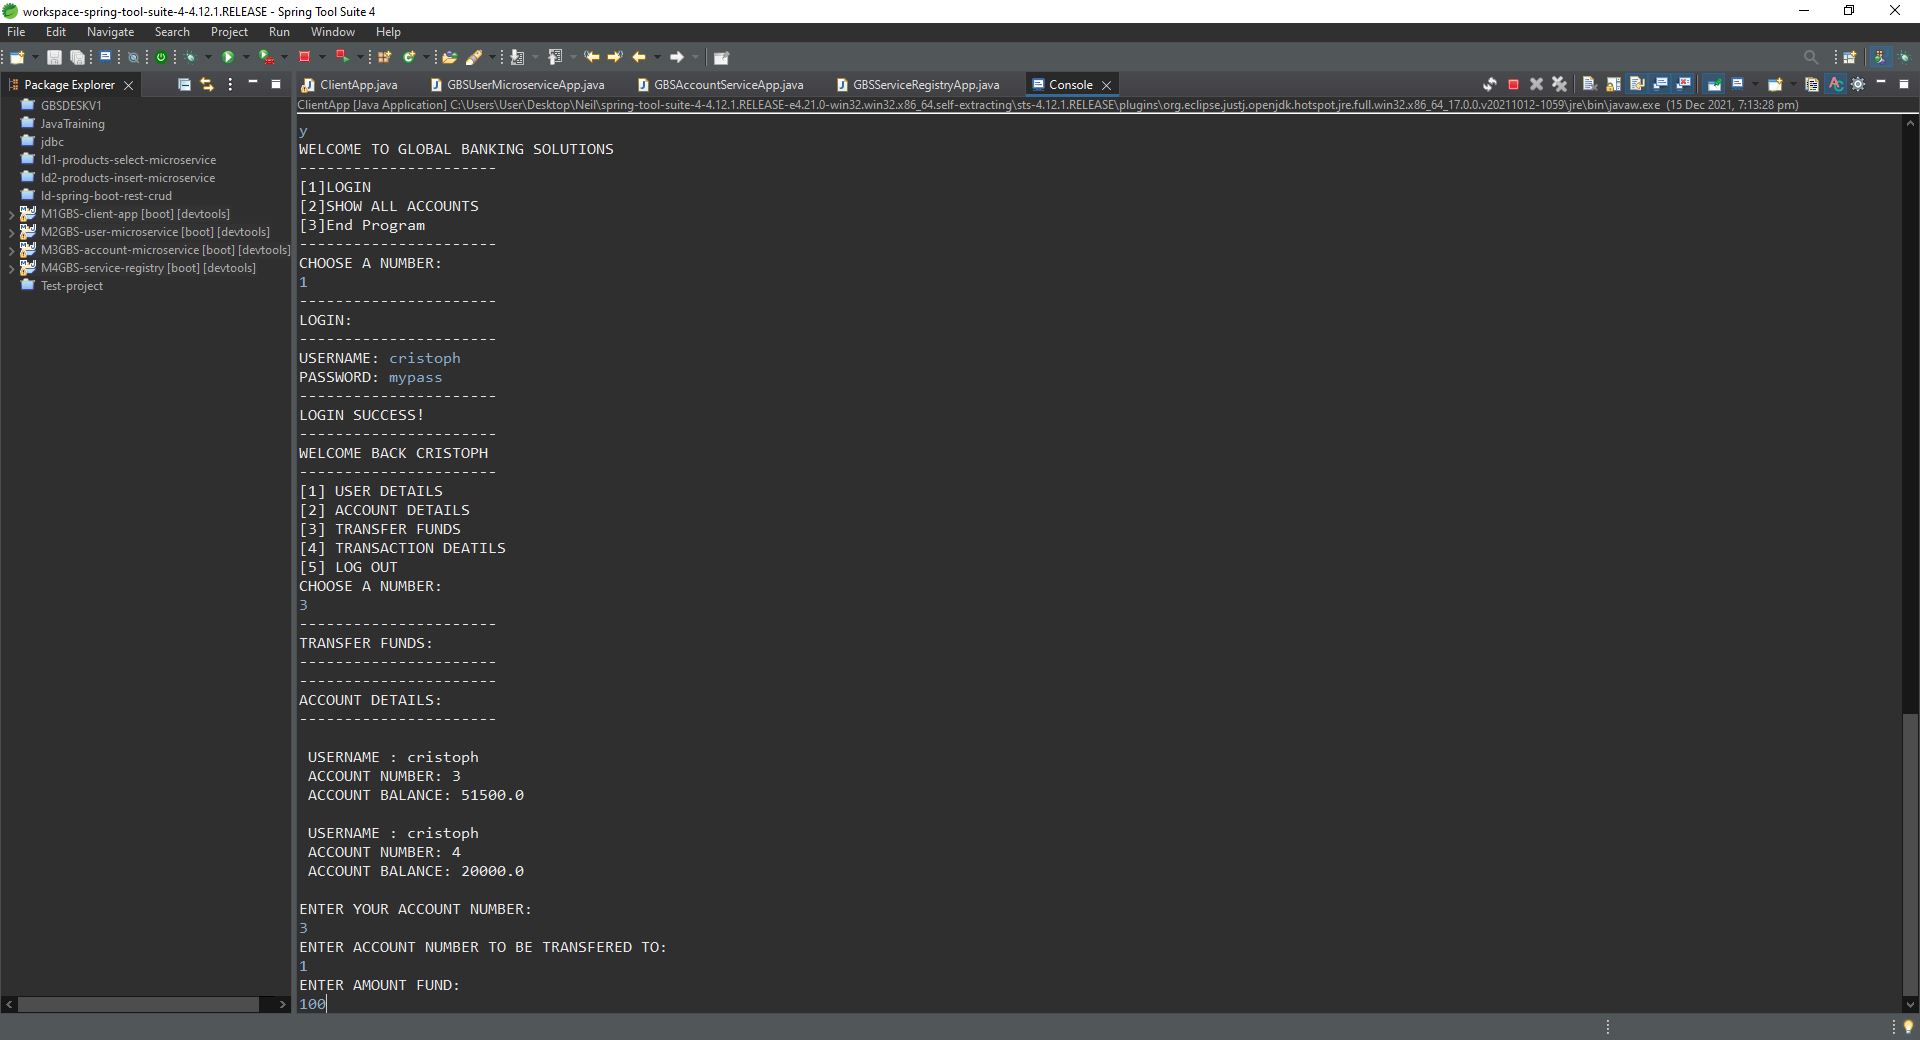 workspace-spring-tool-suite-4-4.12.1.RELEASE - Spring Tool Suite 4
File Edit Navigate Search Project Run Window Help
Package Explorer
GBSDESKV1
JavaTraining
jdbc
ld1-products-select-microservice
ld2-products-insert-microservice
ld-spring-boot-rest-crud
M1GBS-client-app [boot] [devtools]
M2GBS-user-microservice [boot] [devtools]
M3GBS-account-microservice [boot] [devtools]
M4GBS-service-registry [boot] [devtools]
Test-project
ClientApp.java GBSUserMicroserviceApp.java GBSAccountServiceApp.java GBSServiceRegistryApp.java Console
ClientApp [Java Application] C:\Users\User\Desktop\Neil\spring-tool-suite-4-4.12.1.RELEASE-e4.21.0-win32.win32.x86_64.self-extracting\sts-4.12.1.RELEASE\plugins\org.eclipse.justj.openjdk.hotspot.jre.full.win32.x86_64_17.0.0.v20211012-1059\jre\bin\javaw.exe (15 Dec 2021, 7:13:28 pm)
y
WELCOME TO GLOBAL BANKING SOLUTIONS
----------------------
[1]LOGIN
[2]SHOW ALL ACCOUNTS
[3]End Program
----------------------
CHOOSE A NUMBER:
1
----------------------
LOGIN:
----------------------
USERNAME: cristoph
PASSWORD: mypass
----------------------
LOGIN SUCCESS!
----------------------
WELCOME BACK CRISTOPH
----------------------
[1] USER DETAILS
[2] ACCOUNT DETAILS
[3] TRANSFER FUNDS
[4] TRANSACTION DEATILS
[5] LOG OUT
CHOOSE A NUMBER:
3
----------------------
TRANSFER FUNDS:
----------------------
----------------------
ACCOUNT DETAILS:
----------------------
USERNAME : cristoph
ACCOUNT NUMBER: 3
ACCOUNT BALANCE: 51500.0
USERNAME : cristoph
ACCOUNT NUMBER: 4
ACCOUNT BALANCE: 20000.0
ENTER YOUR ACCOUNT NUMBER:
3
ENTER ACCOUNT NUMBER TO BE TRANSFERED TO:
1
ENTER AMOUNT FUND:
100